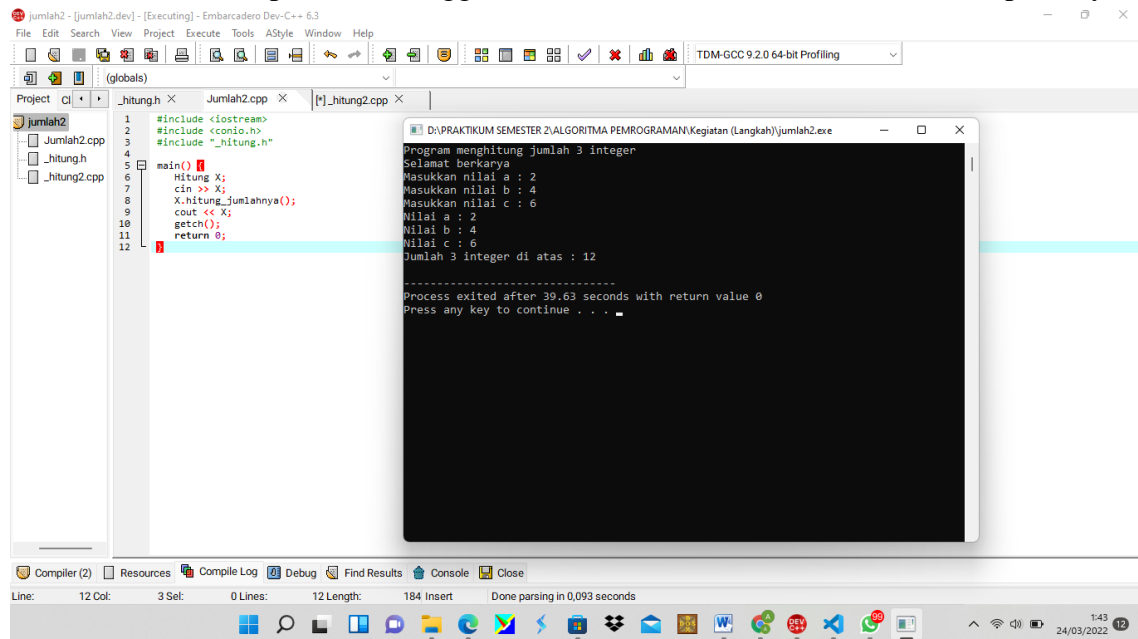 jumlah2 - [jumlah2.dev] - [Executing] - Embarcadero Dev-C++ 6.3
File Edit Search View Project Execute Tools AStyle Window Help
TDM-GCC 9.2.0 64-bit Profiling
(globals)
Project Cl _hitung.h Jumlah2.cpp [*]_hitung2.cpp
jumlah2
Jumlah2.cpp
_hitung.h
_hitung2.cpp
1 #include <iostream>
2 #include <conio.h>
3 #include "_hitung.h"
4
5 main() {
6 Hitung X;
7 cin >> X;
8 X.hitung_jumlahnya();
9 cout << X;
10 getch();
11 return 0;
12 }
D:\PRAKTIKUM SEMESTER 2\ALGORITMA PEMROGRAMAN\Kegiatan (Langkah)\jumlah2.exe
Program menghitung jumlah 3 integer
Selamat berkarya
Masukkan nilai a : 2
Masukkan nilai b : 4
Masukkan nilai c : 6
Nilai a : 2
Nilai b : 4
Nilai c : 6
Jumlah 3 integer di atas : 12
--------------------------------
Process exited after 39.63 seconds with return value 0
Press any key to continue . . .
Compiler (2) Resources Compile Log Debug Find Results Console Close
Line: 12 Col: 3 Sel: 0 Lines: 12 Length: 184 Insert Done parsing in 0,093 seconds
99
1:43
24/03/2022
12